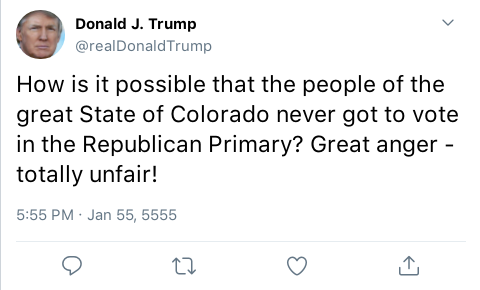 Donald J. Trump
@realDonaldTrump
How is it possible that the people of the
great State of Colorado never got to vote
in the Republican Primary? Great anger -
totally unfair!
5:55 PM · Jan 55, 5555